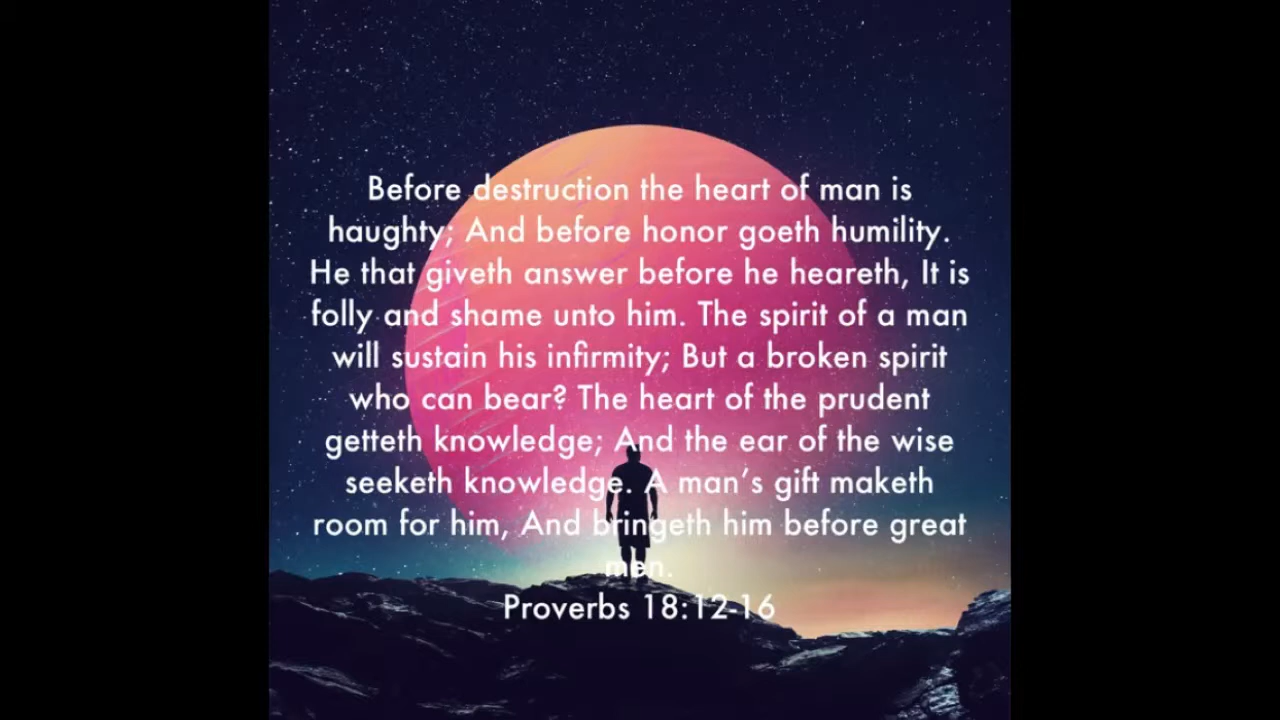 Before destruction the heart of man is
haughty; And before honor goeth humility.
He that giveth answer before he heareth, It is
folly and shame unto him. The spirit of a man
will sustain his infirmity; But a broken spirit
who can bear? The heart of the prudent
getteth knowledge; And the ear of the wise
seeketh knowledge. A man’s gift maketh
room for him, And bringeth him before great
men.
Proverbs 18:12-16